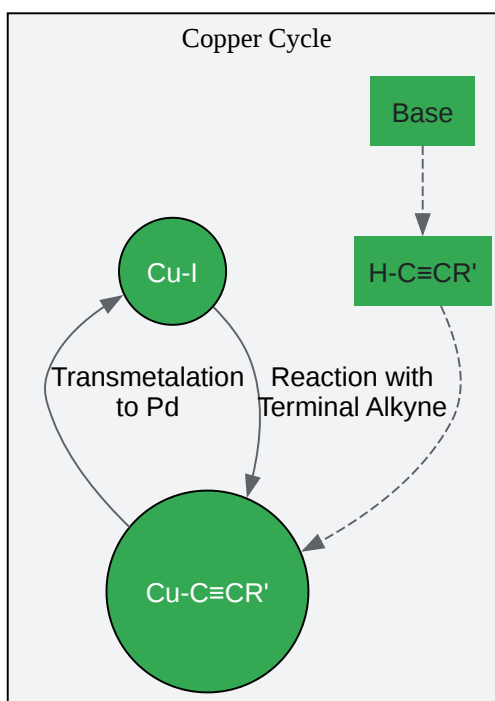 Copper Cycle
Base
Cu-I
H-C≡CR'
Transmetalation
to Pd
Reaction with
Terminal Alkyne
Cu-C≡CR'